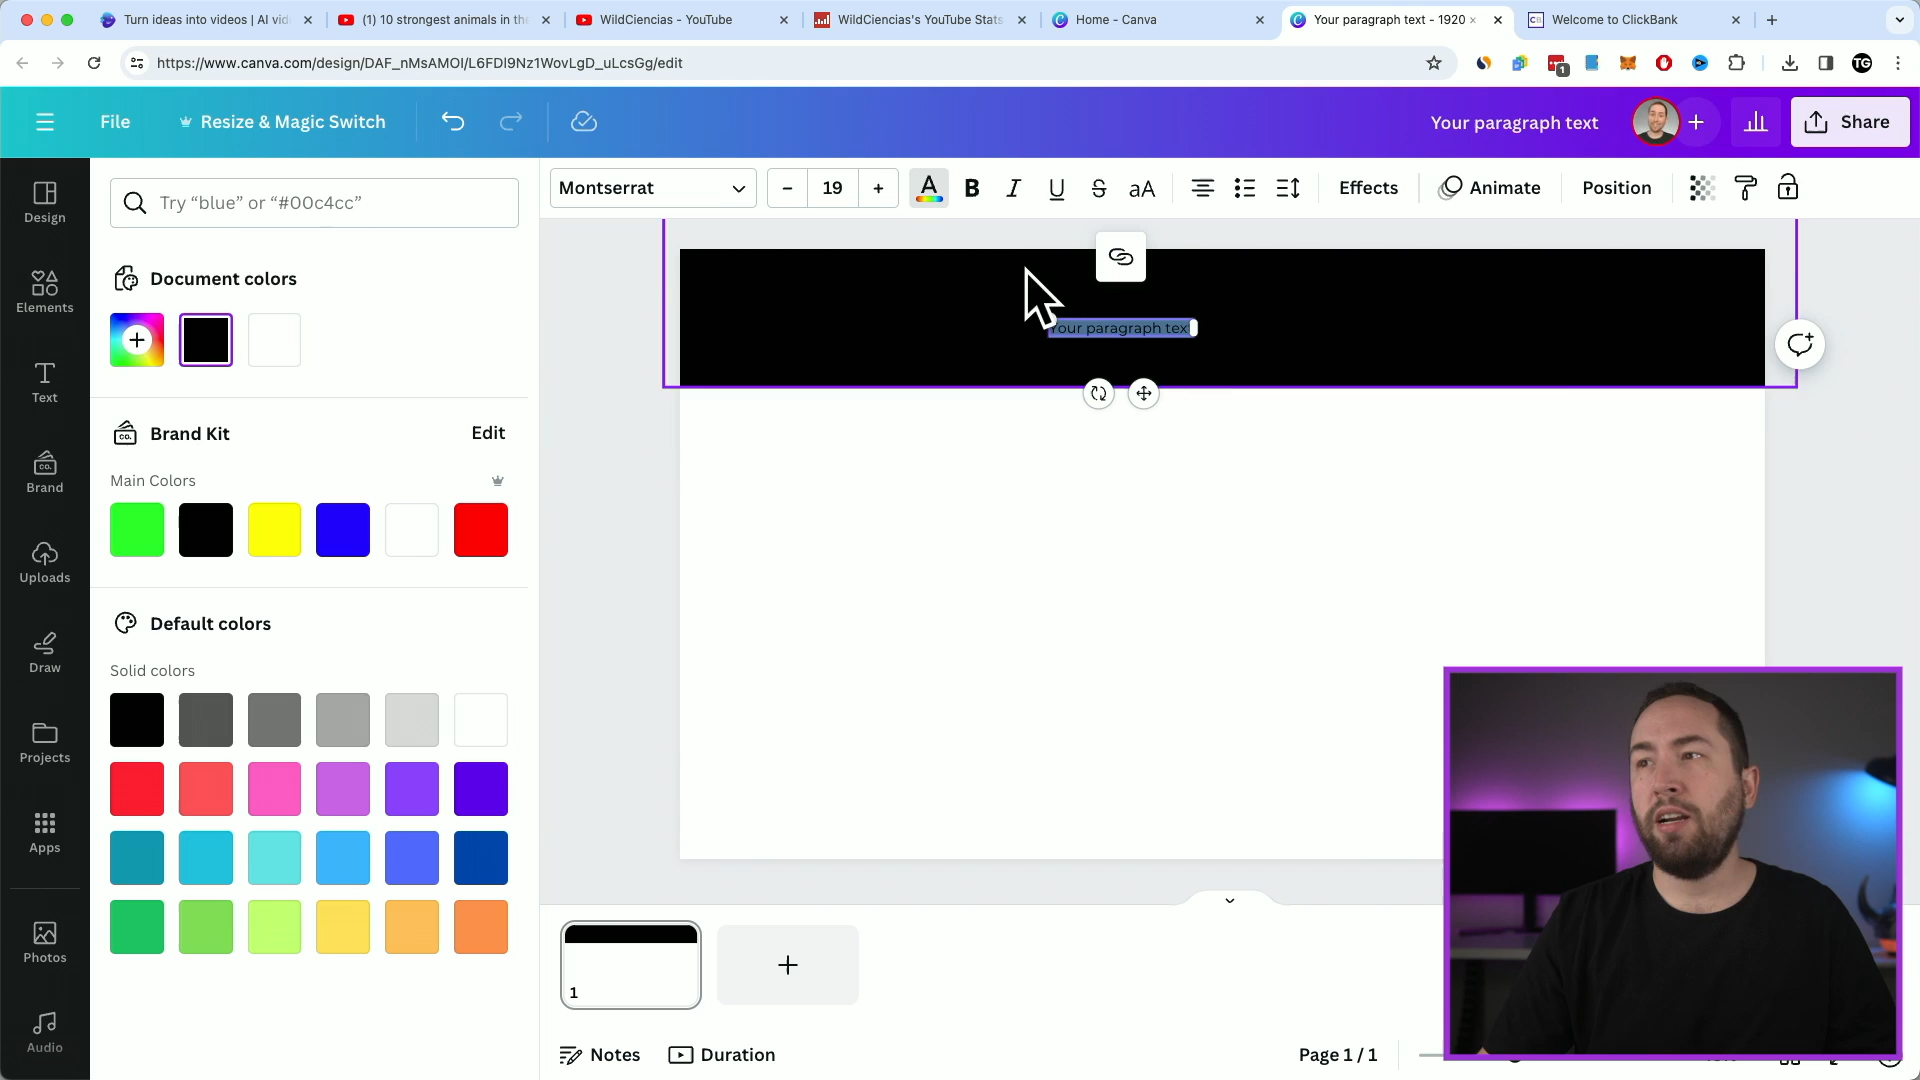 Turn ideas into videos | AI vid
(1) 10 strongest animals in the
WildCiencias - YouTube
WildCiencias's YouTube Stats
Home - Canva
Your paragraph text - 1920 ×
Welcome to ClickBank
https://www.canva.com/design/DAF_nMsAMOI/L6FDI9Nz1WovLgD_uLcsGg/edit
1
TG
File
Resize & Magic Switch
Your paragraph text
Share
Design
Elements
Text
Brand
Uploads
Draw
Projects
Apps
Photos
Audio
Try “blue” or “#00c4cc”
Document colors
Brand Kit
Edit
Main Colors
Default colors
Solid colors
Montserrat
19
A
B
I
U
S
aA
Effects
Animate
Position
Your paragraph text
1
Notes
Duration
Page 1 / 1